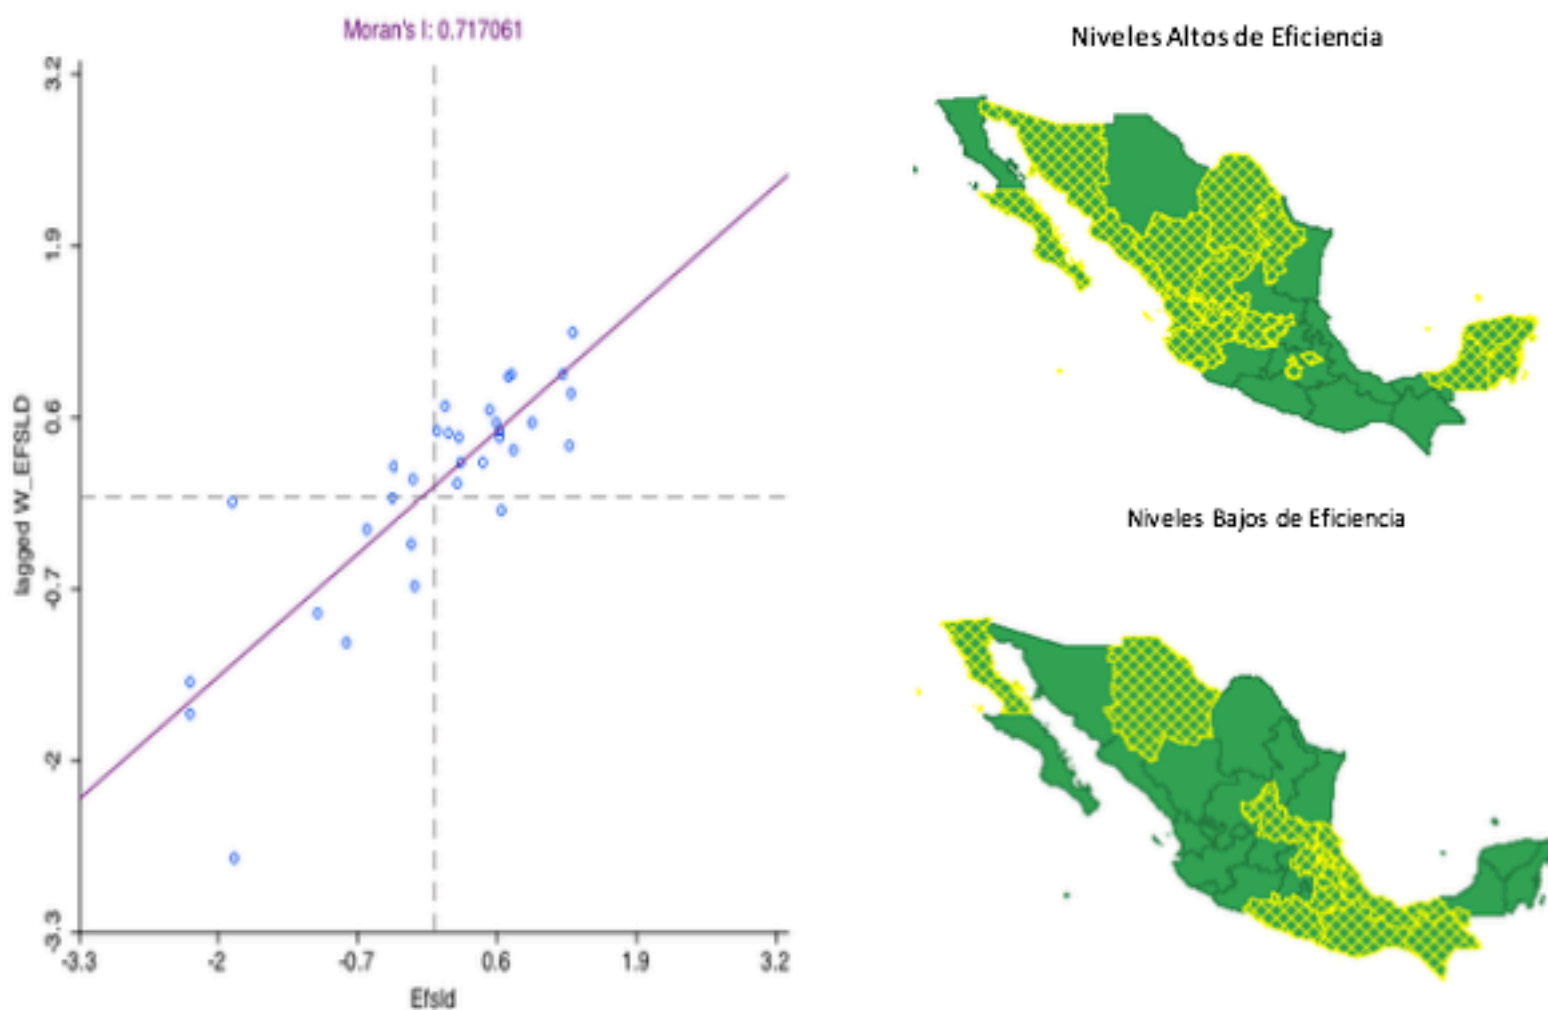 Moran's I: 0.717061
3.2
1.9
0.6
-0.7
-2
-3.3
lagged W_EFSLD
-3.3
-2
-0.7
0.6
1.9
3.2
Efsld
Niveles Altos de Eficiencia
Niveles Bajos de Eficiencia